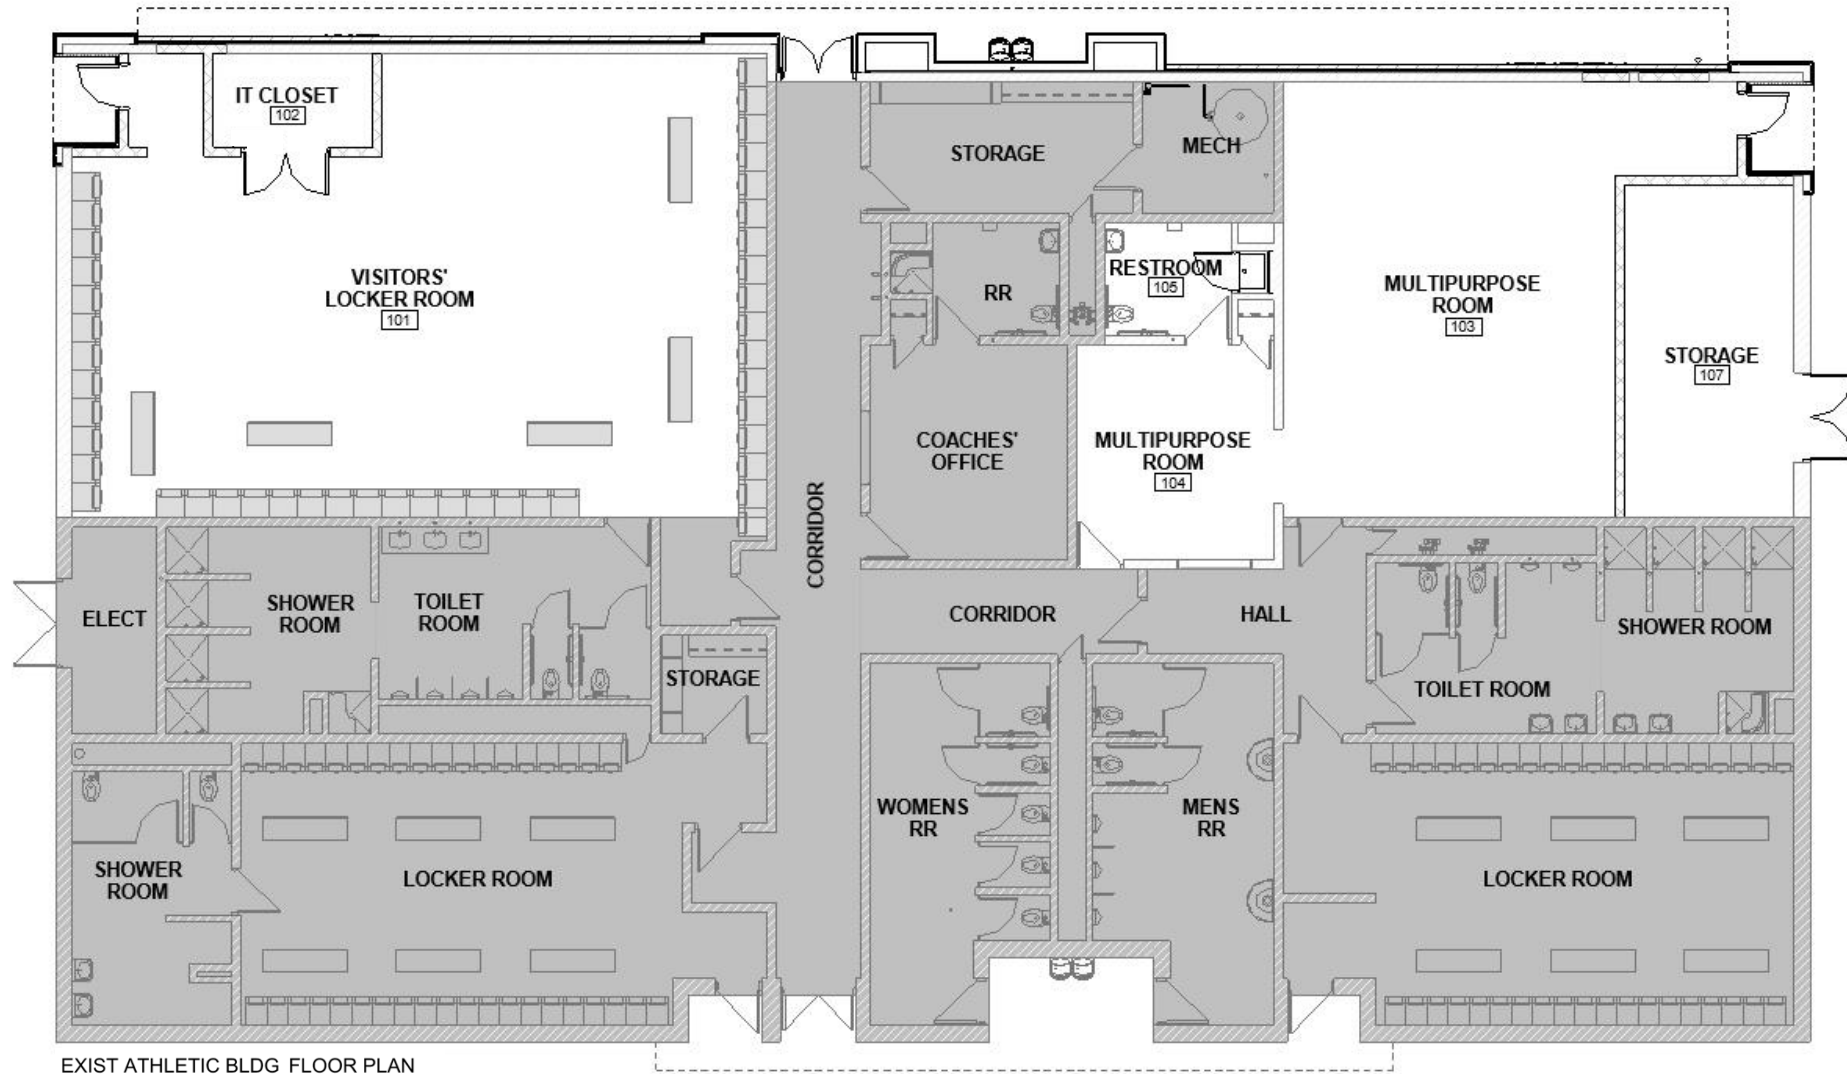 IT CLOSET
102
STORAGE
MECH
VISITORS'
LOCKER ROOM
101
RR
RESTROOM
105
MULTIPURPOSE
ROOM
103
STORAGE
107
COACHES'
OFFICE
MULTIPURPOSE
ROOM
104
CORRIDOR
ELECT
SHOWER
ROOM
TOILET
ROOM
CORRIDOR
HALL
SHOWER ROOM
STORAGE
TOILET ROOM
WOMENS
RR
MENS
RR
SHOWER
ROOM
LOCKER ROOM
LOCKER ROOM
EXIST ATHLETIC BLDG FLOOR PLAN